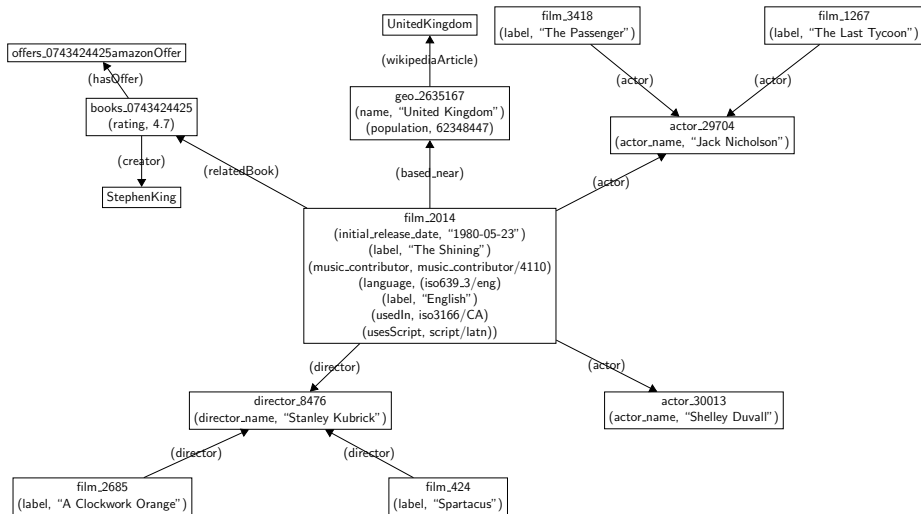 film_3418
(label, “The Passenger”)
film_1267
(label, “The Last Tycoon”)
UnitedKingdom
offers_0743424425amazonOffer
(wikipediaArticle)
(hasOffer)
(actor)
(actor)
books_0743424425
(rating, 4.7)
geo_2635167
(name, “United Kingdom”)
(population, 62348447)
actor_29704
(actor_name, “Jack Nicholson”)
(creator)
(relatedBook)
(based_near)
(actor)
StephenKing
film_2014
(initial_release_date, “1980-05-23”)
(label, “The Shining”)
(music_contributor, music_contributor/4110)
(language, (iso639_3/eng)
(label, “English”)
(usedIn, iso3166/CA)
(usesScript, script/latn))
(director)
(actor)
director_8476
(director_name, “Stanley Kubrick”)
actor_30013
(actor_name, “Shelley Duvall”)
(director)
(director)
film_2685
(label, “A Clockwork Orange”)
film_424
(label, “Spartacus”)